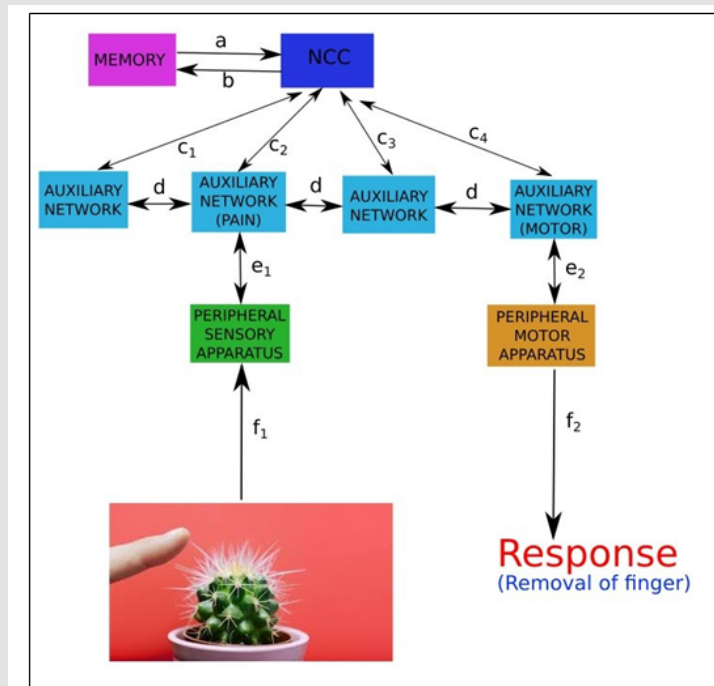 a
MEMORY
NCC
b
c1
c2
c3
c4
AUXILIARY
NETWORK
d
AUXILIARY
NETWORK
(PAIN)
d
AUXILIARY
NETWORK
d
AUXILIARY
NETWORK
(MOTOR)
e1
e2
PERIPHERAL
SENSORY
APPARATUS
PERIPHERAL
MOTOR
APPARATUS
f1
f2
Response
(Removal of finger)